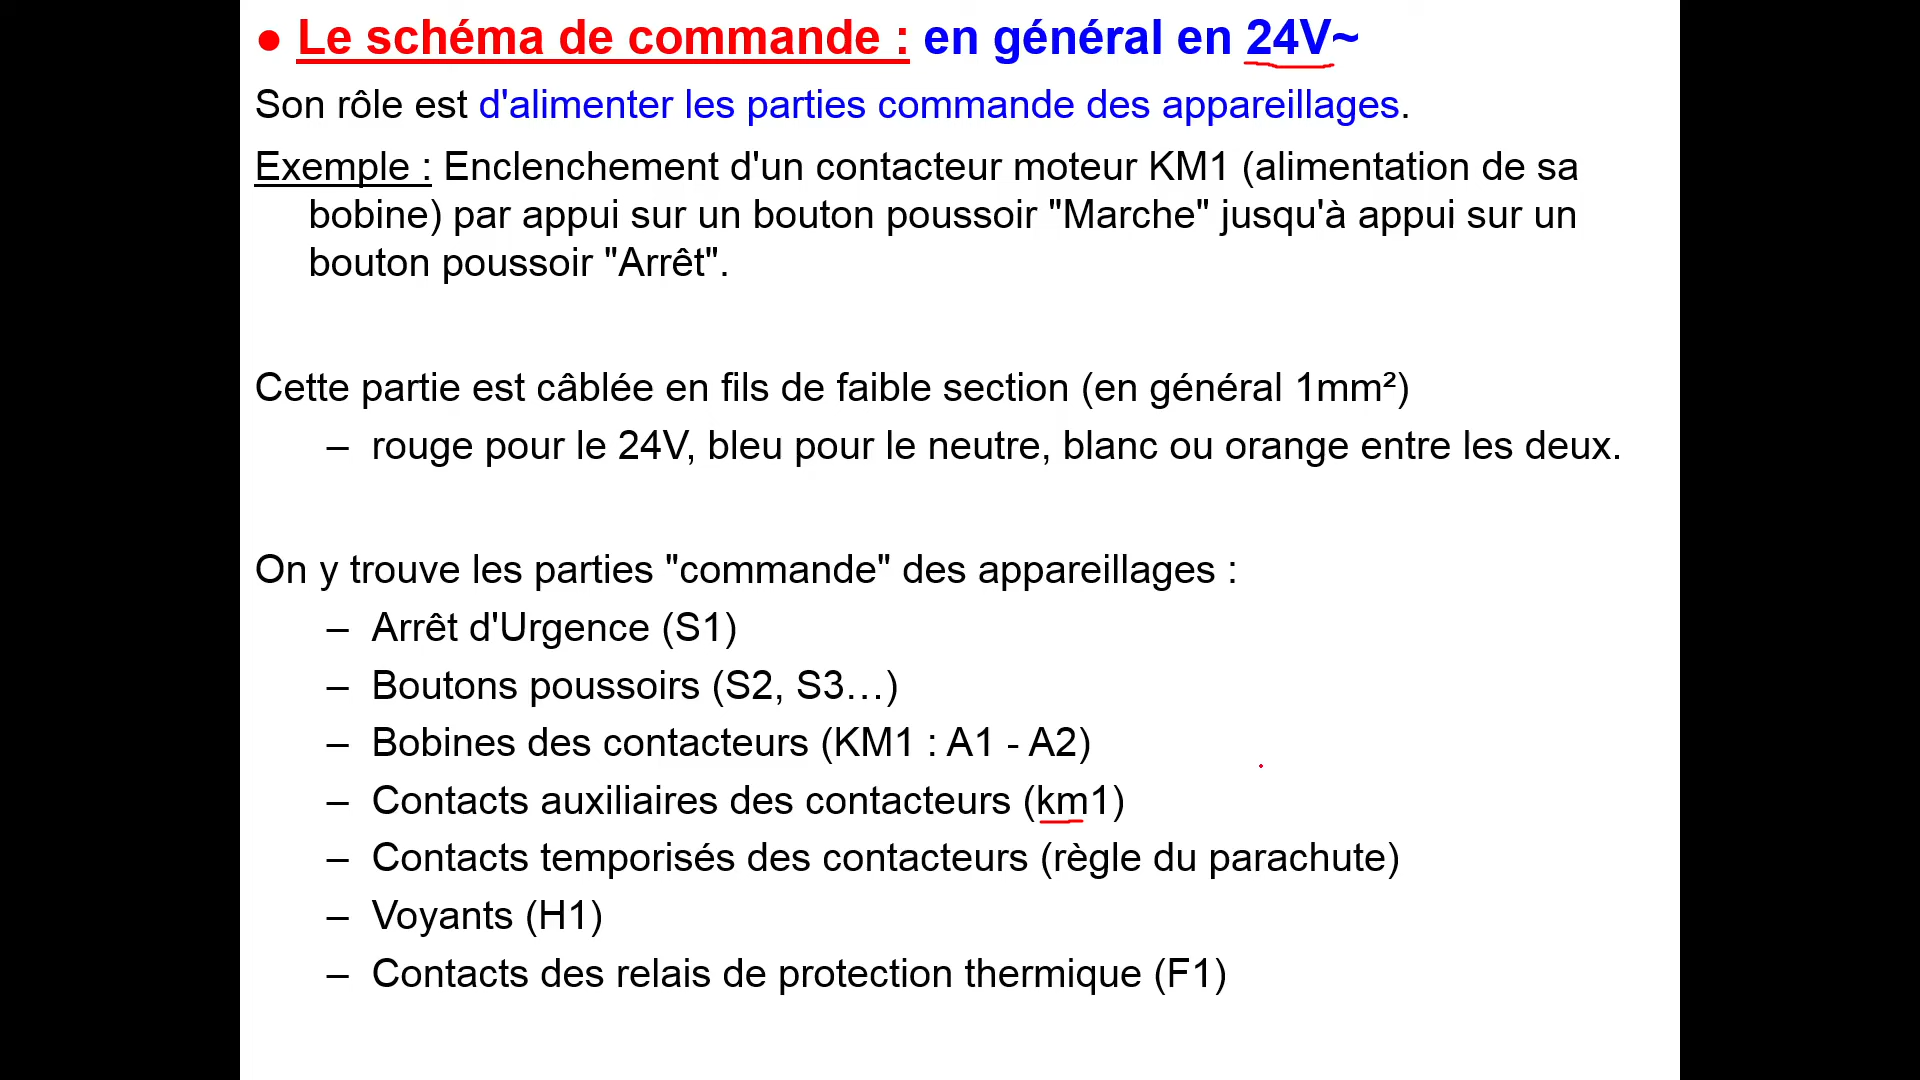 ● Le schéma de commande : en général en 24V~
Son rôle est d'alimenter les parties commande des appareillages.
Exemple : Enclenchement d'un contacteur moteur KM1 (alimentation de sa
bobine) par appui sur un bouton poussoir "Marche" jusqu'à appui sur un
bouton poussoir "Arrêt".
Cette partie est câblée en fils de faible section (en général 1mm²)
– rouge pour le 24V, bleu pour le neutre, blanc ou orange entre les deux.
On y trouve les parties "commande" des appareillages :
– Arrêt d'Urgence (S1)
– Boutons poussoirs (S2, S3…)
– Bobines des contacteurs (KM1 : A1 - A2)
– Contacts auxiliaires des contacteurs (km1)
– Contacts temporisés des contacteurs (règle du parachute)
– Voyants (H1)
– Contacts des relais de protection thermique (F1)